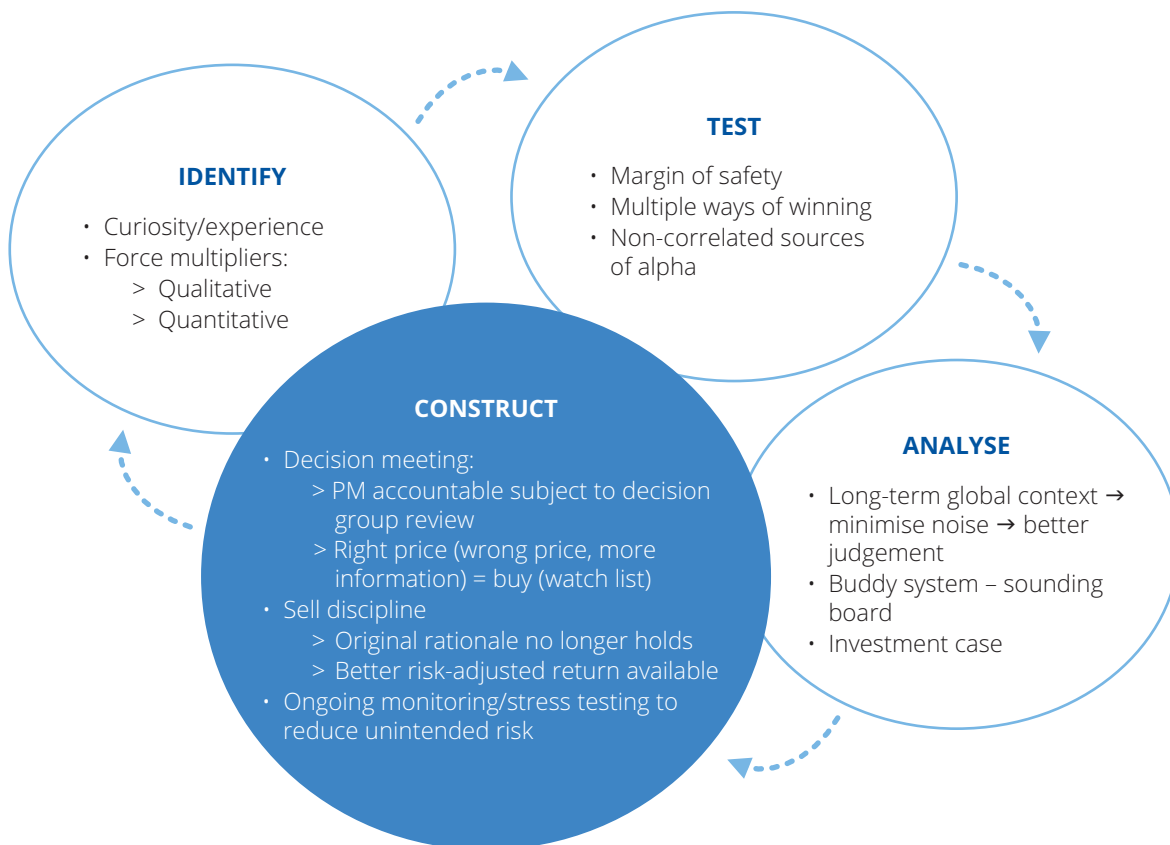 IDENTIFY
• Curiosity/experience
• Force multipliers:
> Qualitative
> Quantitative
TEST
• Margin of safety
• Multiple ways of winning
• Non-correlated sources
of alpha
ANALYSE
• Long-term global context →
minimise noise → better
judgement
• Buddy system – sounding
board
• Investment case
CONSTRUCT
• Decision meeting:
> PM accountable subject to decision
group review
> Right price (wrong price, more
information) = buy (watch list)
• Sell discipline
> Original rationale no longer holds
> Better risk-adjusted return available
• Ongoing monitoring/stress testing to
reduce unintended risk